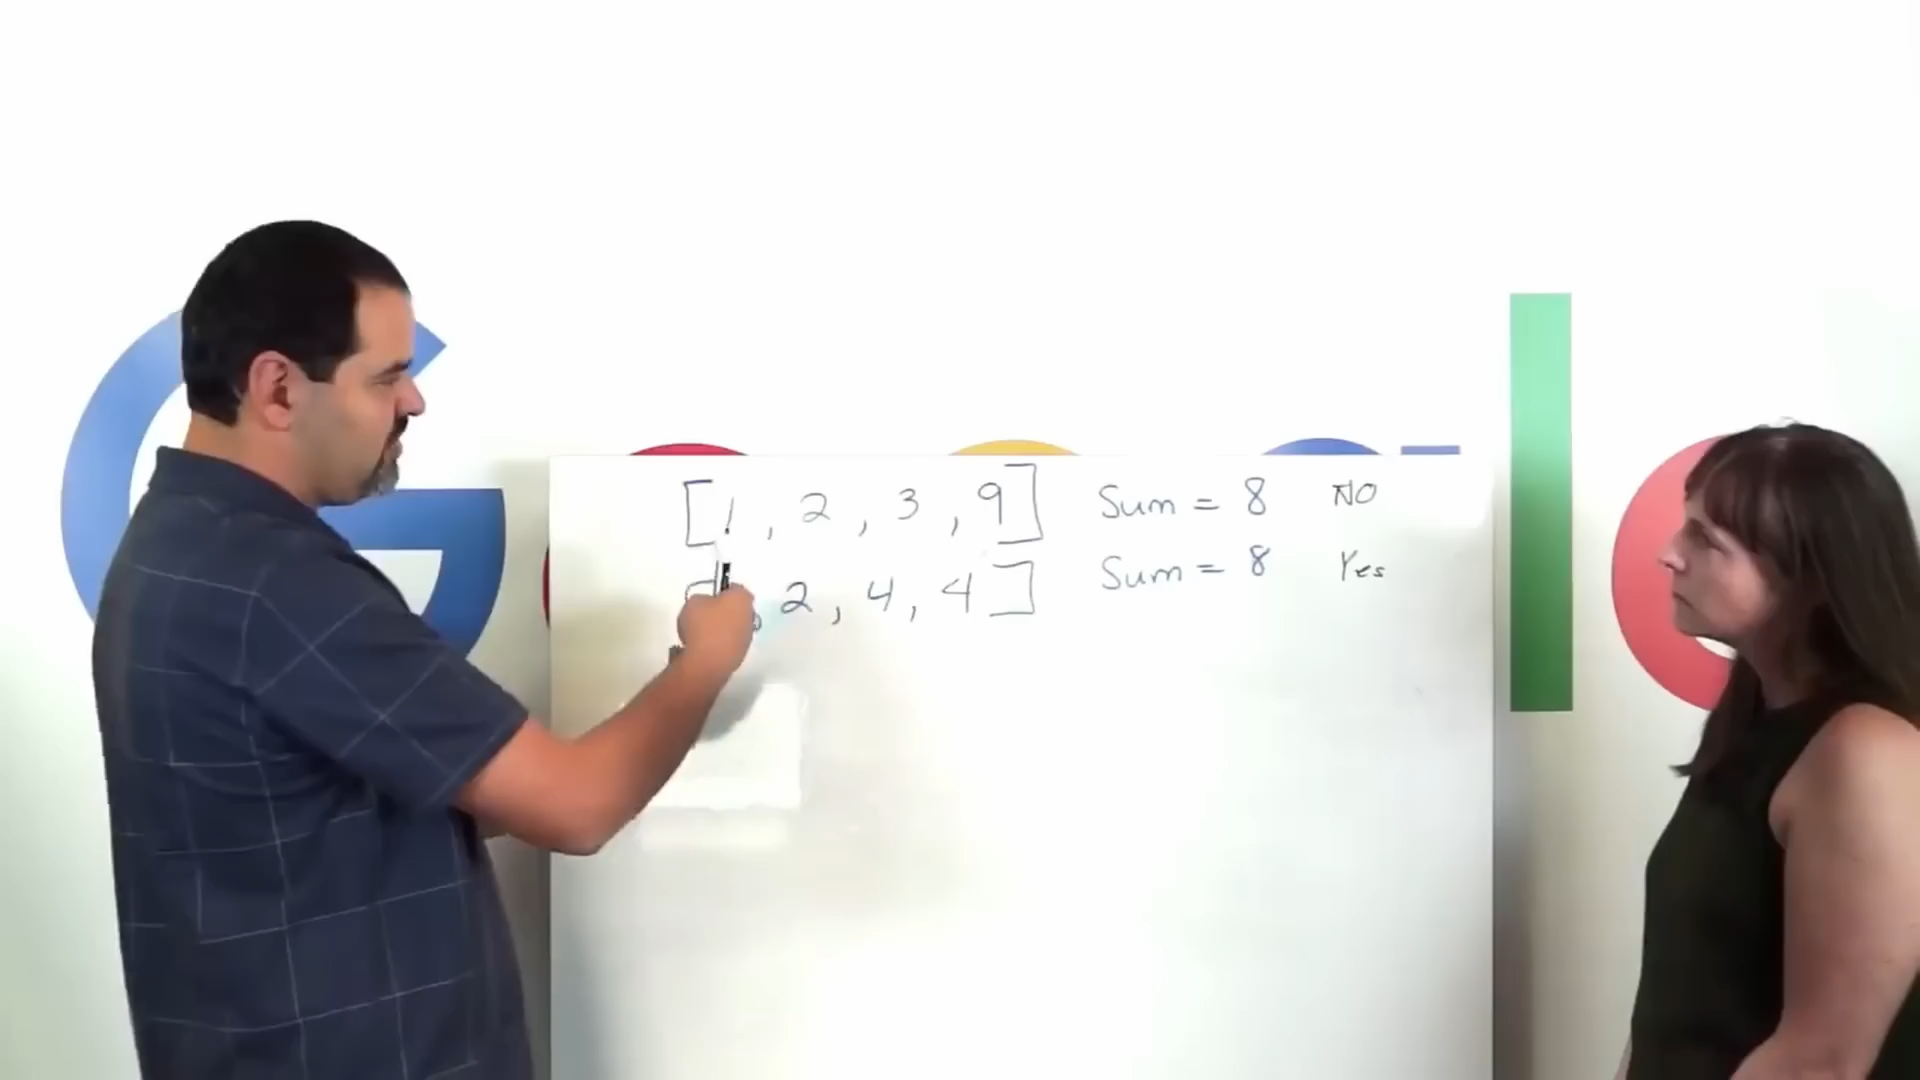 [1, 2, 3, 9] Sum = 8 NO
2, 4, 4] Sum = 8 Yes